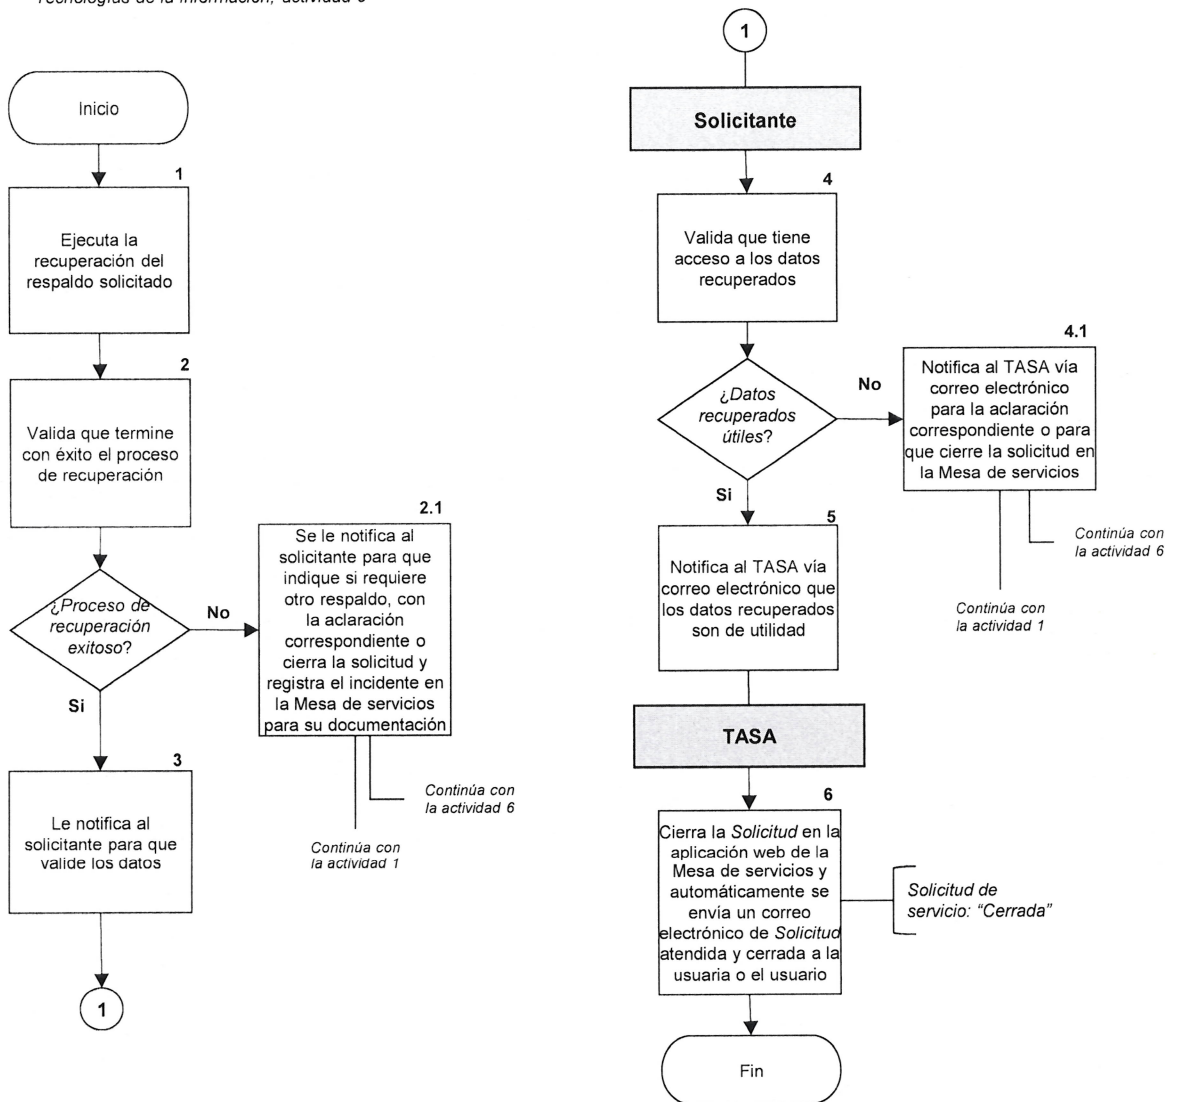 Tecnologías de la Información, actividad
Inicio
1
Ejecuta la
recuperación del
respaldo solicitado
2
Valida que termine
con éxito el proceso
de recuperación
¿Proceso de
recuperación
exitoso?
No
Si
2.1
Se le notifica al
solicitante para que
indique si requiere
otro respaldo, con
la aclaración
correspondiente o
cierra la solicitud y
registra el incidente en
la Mesa de servicios
para su documentación
Continúa con
la actividad 6
Continúa con
la actividad 1
3
Le notifica al
solicitante para que
valide los datos
1
1
Solicitante
4
Valida que tiene
acceso a los datos
recuperados
¿Datos
recuperados
útiles?
No
Si
4.1
Notifica al TASA vía
correo electrónico
para la aclaración
correspondiente o para
que cierre la solicitud en
la Mesa de servicios
Continúa con
la actividad 6
Continúa con
la actividad 1
5
Notifica al TASA vía
correo electrónico que
los datos recuperados
son de utilidad
TASA
6
Cierra la Solicitud en la
aplicación web de la
Mesa de servicios y
automáticamente se
envía un correo
electrónico de Solicitud
atendida y cerrada a la
usuaria o el usuario
Solicitud de
servicio: “Cerrada”
Fin